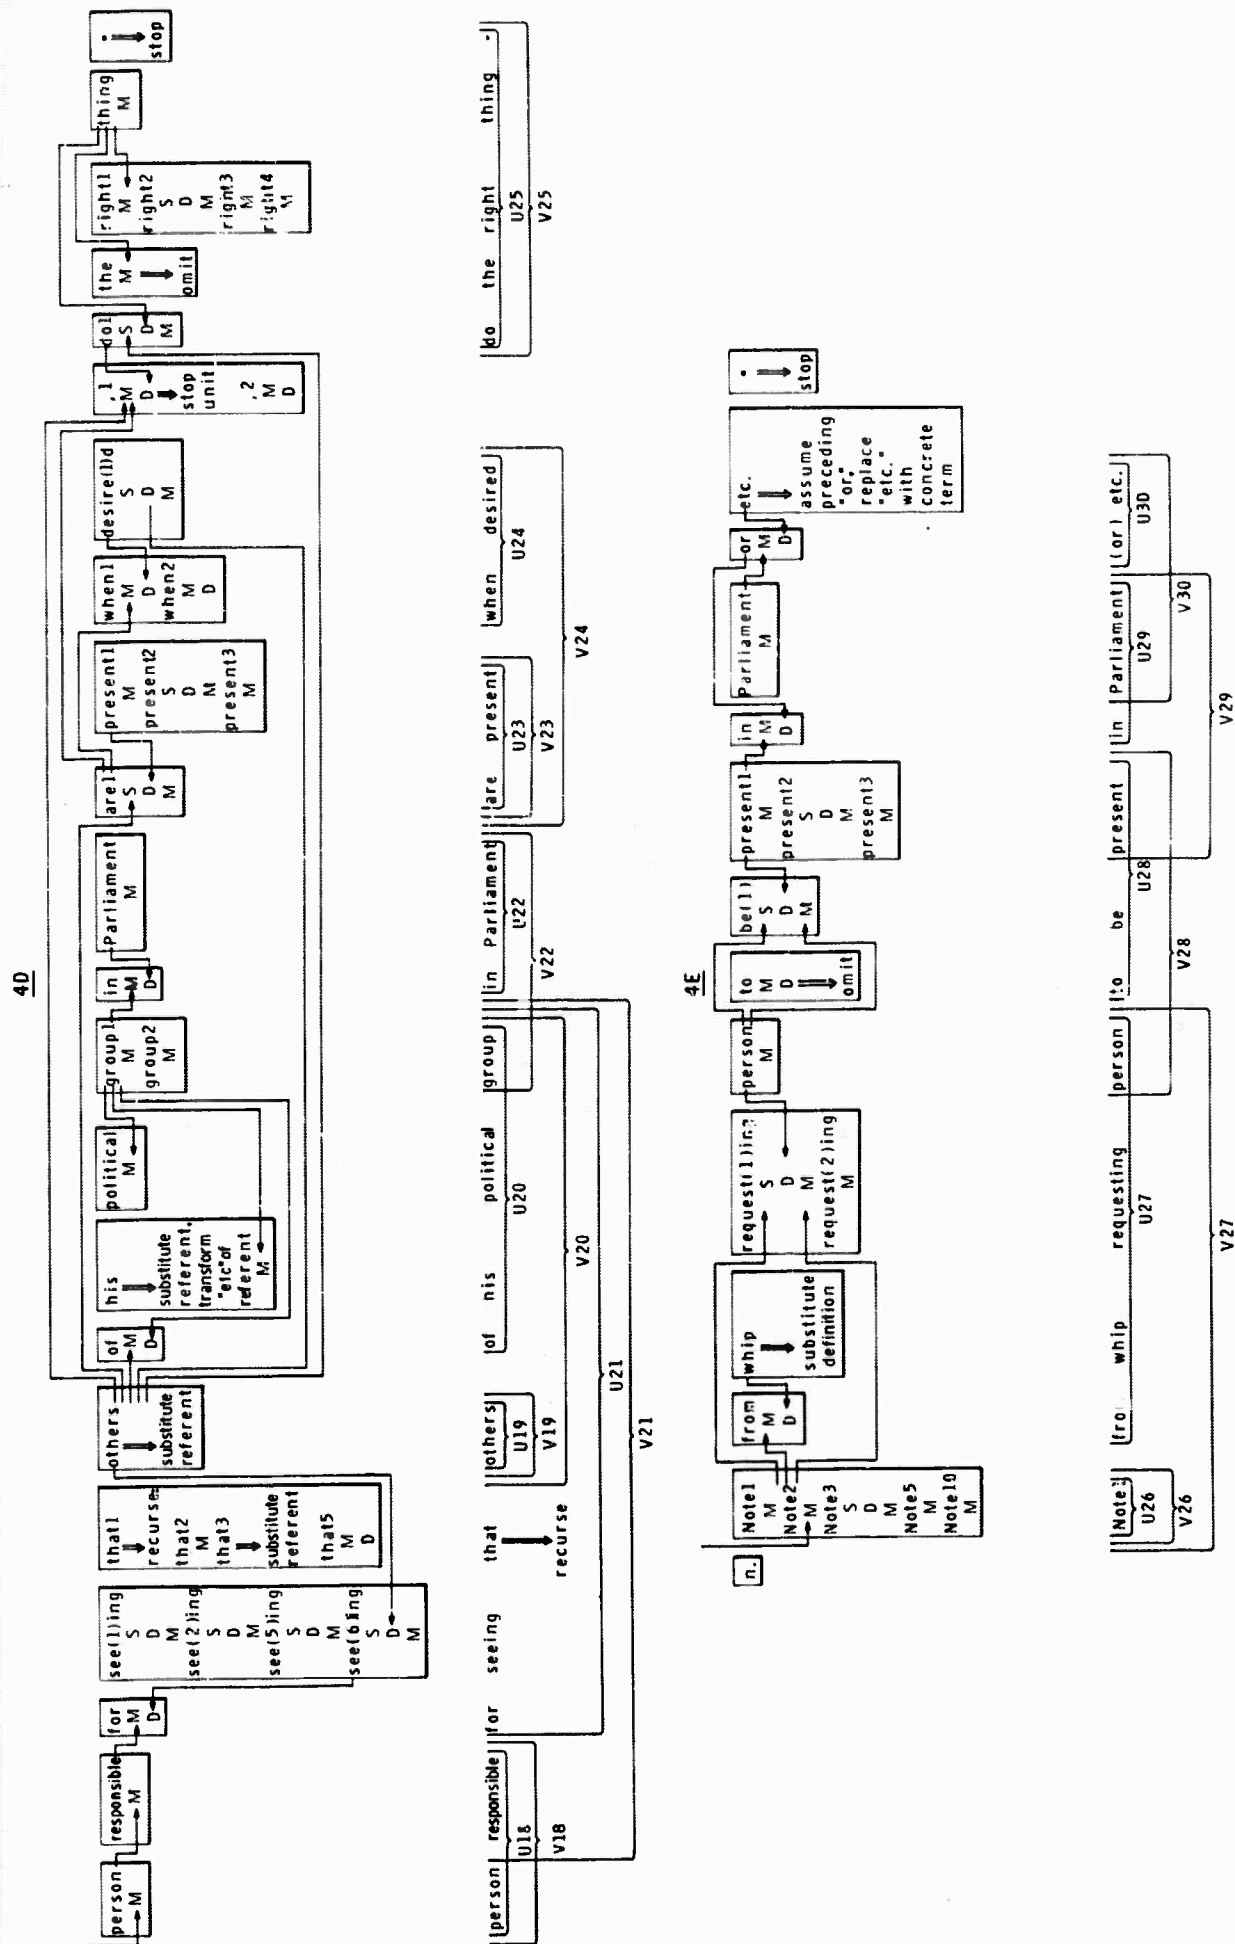 4D
person
M
responsible
M
for
M
D
see(1)ing
S
D
M
see(2)ing
S
D
M
see(5)ing
S
D
M
see(6)ing
S
D
M
that1
recurse
that2
M
that3
substitute
referent
that5
M
D
others
substitute
referent
of
M
D
his
substitute
referent,
transform
"etc" of
referent
M
political
M
group1
M
group2
M
in
M
D
Parliament
M
are1
S
D
M
present1
M
present2
S
D
M
present3
M
when1
M
D
when2
M
D
desire(1)d
S
D
M
,1
M
D
stop
unit
,2
M
D
do1
S
D
M
the
M
omit
right1
M
right2
S
D
M
right3
M
right4
M
thing
M
.
stop
person responsible for seeing that others of his political group in Parliament are present when desired do the right thing .
recurse
U18
V18
U19
V19
U20
V20
U21
V21
U22
V22
U23
V23
U24
V24
U25
V25
4E
n.
Note1
M
Note2
M
Note3
S
D
M
Note5
M
Note10
M
from
M
D
whip
substitute
definition
request(1)ing
S
D
M
request(2)ing
M
person
M
to
M
D
omit
be(1)
S
D
M
present1
M
present2
S
D
M
present3
M
in
M
D
Parliament
M
or
M
D
etc.
assume
preceding
"or,"
replace
"etc."
with
concrete
term
.
stop
Note whip requesting person to be present in Parliament (or) etc.
U26
V26
U27
V27
U28
V28
U29
V29
U30
V30